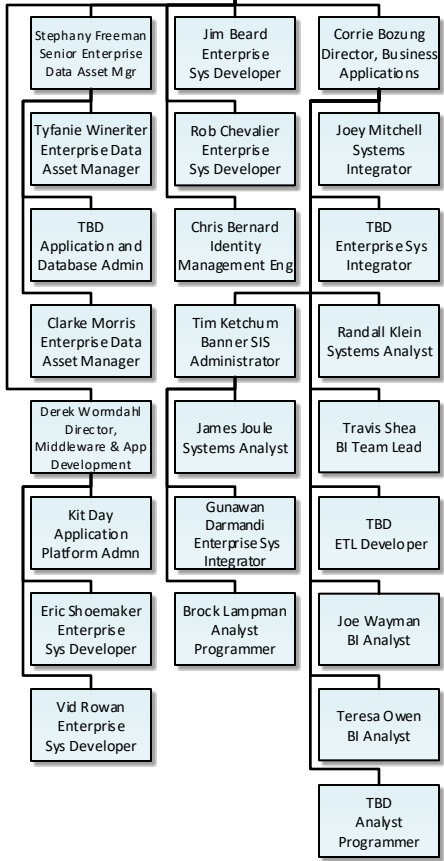 Stephany Freeman
Senior Enterprise
Data Asset Mgr
Tyfanie Wineriter
Enterprise Data
Asset Manager
TBD
Application and
Database Admin
Clarke Morris
Enterprise Data
Asset Manager
Derek Wormdahl
Director,
Middleware & App
Development
Kit Day
Application
Platform Admn
Eric Shoemaker
Enterprise
Sys Developer
Vid Rowan
Enterprise
Sys Developer
Jim Beard
Enterprise
Sys Developer
Rob Chevalier
Enterprise
Sys Developer
Chris Bernard
Identity
Management Eng
Tim Ketchum
Banner SIS
Administrator
James Joule
Systems Analyst
Gunawan
Darmandi
Enterprise Sys
Integrator
Brock Lampman
Analyst
Programmer
Corrie Bozung
Director, Business
Applications
Joey Mitchell
Systems
Integrator
TBD
Enterprise Sys
Integrator
Randall Klein
Systems Analyst
Travis Shea
BI Team Lead
TBD
ETL Developer
Joe Wayman
BI Analyst
Teresa Owen
BI Analyst
TBD
Analyst
Programmer